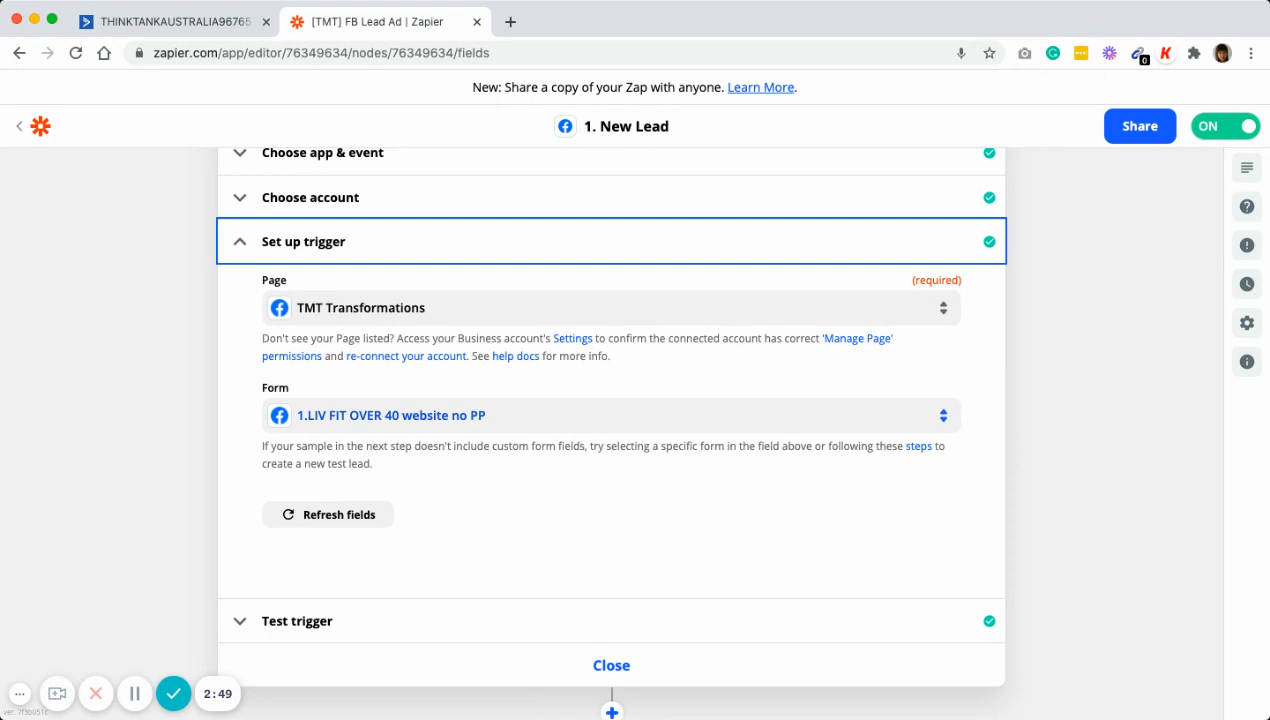 THINKTANKAUSTRALIA96765
[TMT] FB Lead Ad | Zapier
zapier.com/app/editor/76349634/nodes/76349634/fields
0
K
New: Share a copy of your Zap with anyone. Learn More.
1. New Lead
Share
ON
Choose app & event
Choose account
Set up trigger
Page
(required)
TMT Transformations
Don't see your Page listed? Access your Business account's Settings to confirm the connected account has correct 'Manage Page'
permissions and re-connect your account. See help docs for more info.
Form
1.LIV FIT OVER 40 website no PP
If your sample in the next step doesn't include custom form fields, try selecting a specific form in the field above or following these steps to
create a new test lead.
Refresh fields
Test trigger
Close
2:49